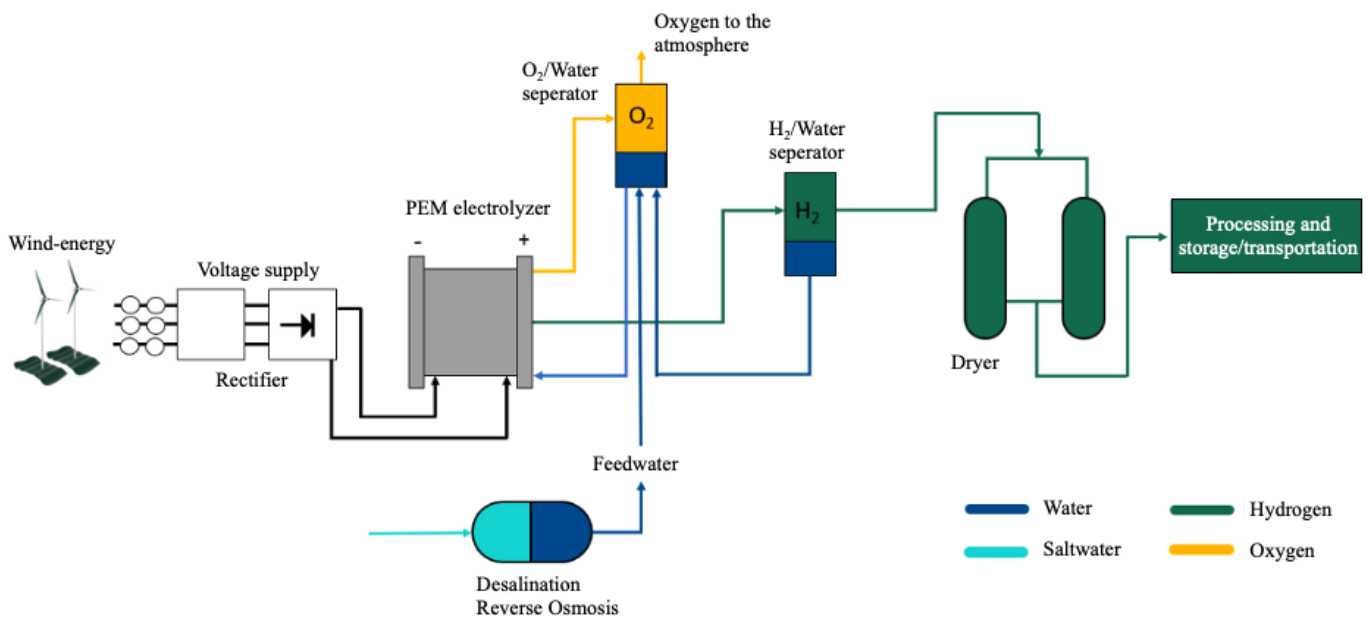 Oxygen to the
atmosphere
O₂/Water
seperator
O₂
H₂/Water
seperator
H₂
PEM electrolyzer
- +
Wind-energy
Voltage supply
Rectifier
Processing and
storage/transportation
Dryer
Feedwater
Desalination
Reverse Osmosis
Water
Hydrogen
Saltwater
Oxygen